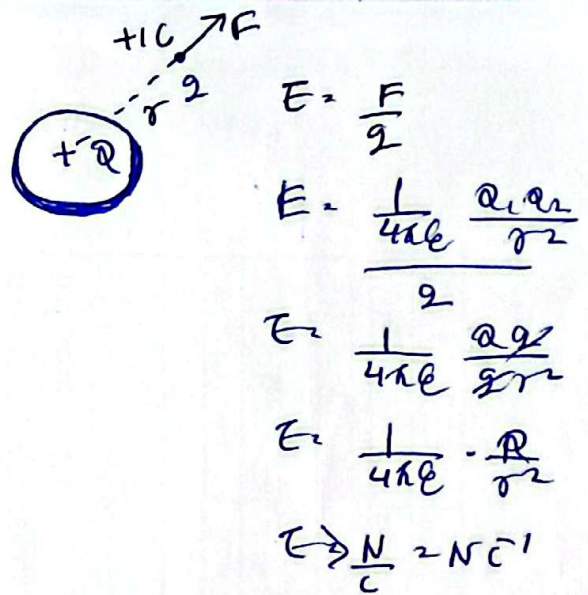 +1C F
r q
+Q
E = F/q
E = 1/4πε Q₁Q₂/r² / q
E = 1/4πε Qq/qr²
E = 1/4πε · Q/r²
E → N/C = NC⁻¹